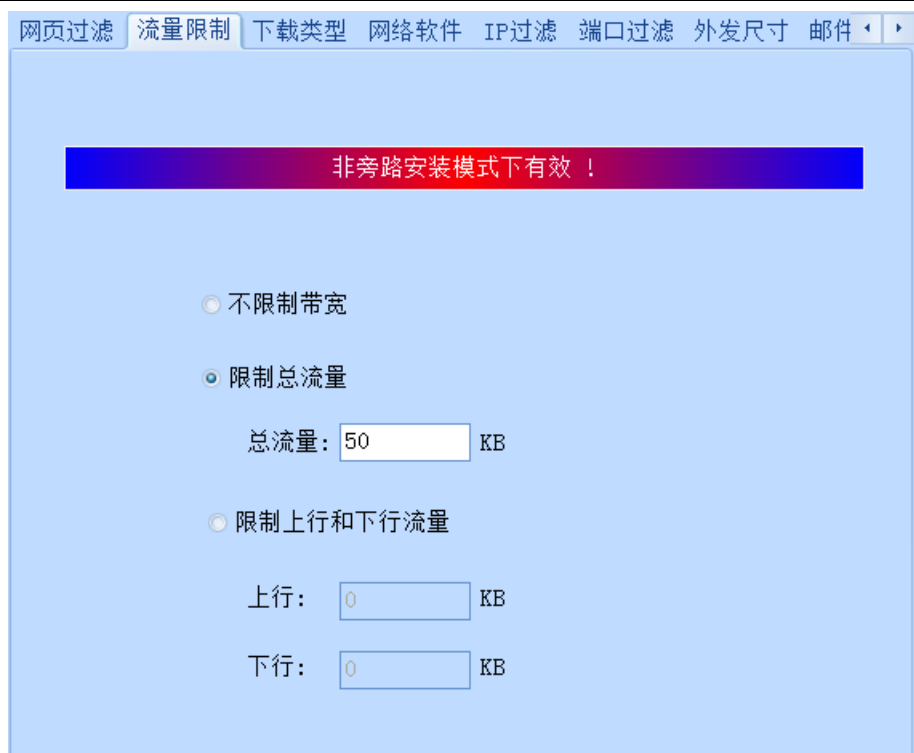 网页过滤 流量限制 下载类型 网络软件 IP过滤 端口过滤 外发尺寸 邮件
非旁路安装模式下有效 !
不限制带宽
限制总流量
总流量: 50 KB
限制上行和下行流量
上行: 0 KB
下行: 0 KB